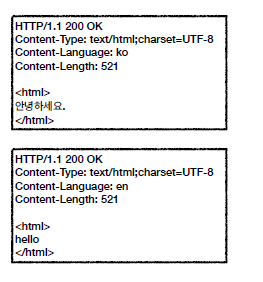 HTTP/1.1 200 OK
Content-Type: text/html;charset=UTF-8
Content-Language: ko
Content-Length: 521

<html>
안녕하세요.
</html>

HTTP/1.1 200 OK
Content-Type: text/html;charset=UTF-8
Content-Language: en
Content-Length: 521

<html>
hello
</html>